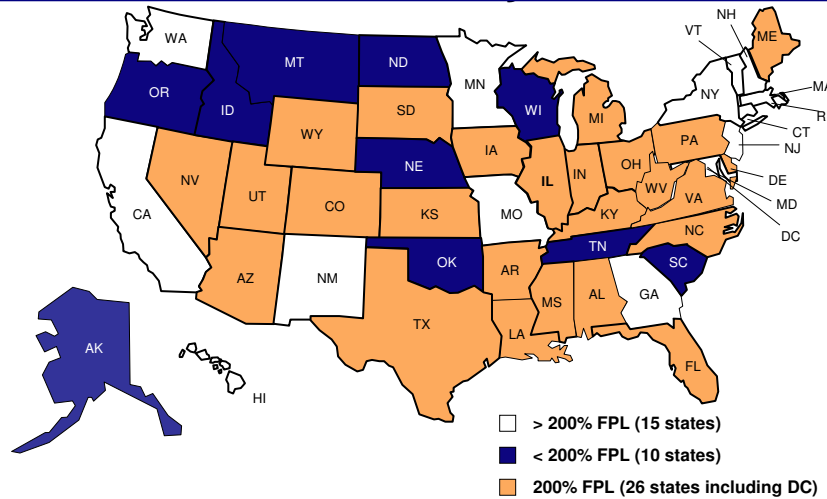 NH
WA
VT
ME
MT
ND
MN
OR
MA
ID
WI
NY
SD
MI
R
WY
CT
PA
NJ
IA
NE
OH
IL
IN
DE
NV
WV
UT
VA
MD
CO
CA
KS
MO
KY
DC
NC
TN
OK
SC
AR
AZ
NM
GA
MS
AL
TX
LA
AK
FL
HI
> 200% FPL (15 states)
< 200% FPL (10 states)
200% FPL (26 states including DC)